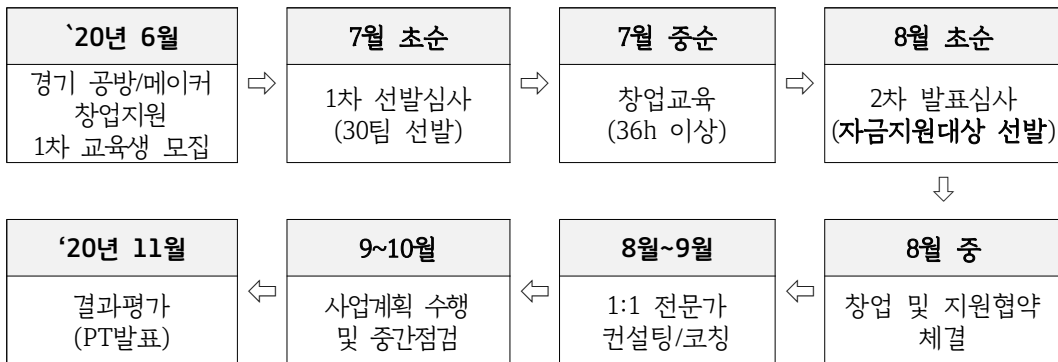 `20년 6월
경기 공방/메이커
창업지원
1차 교육생 모집
⇨
7월 초순
1차 선발심사
(30팀 선발)
⇨
7월 중순
창업교육
(36h 이상)
⇨
8월 초순
2차 발표심사
(자금지원대상 선발)
⇩
8월 중
창업 및 지원협약
체결
⇦
8월~9월
1:1 전문가
컨설팅/코칭
⇦
9~10월
사업계획 수행
및 중간점검
⇦
‘20년 11월
결과평가
(PT발표)